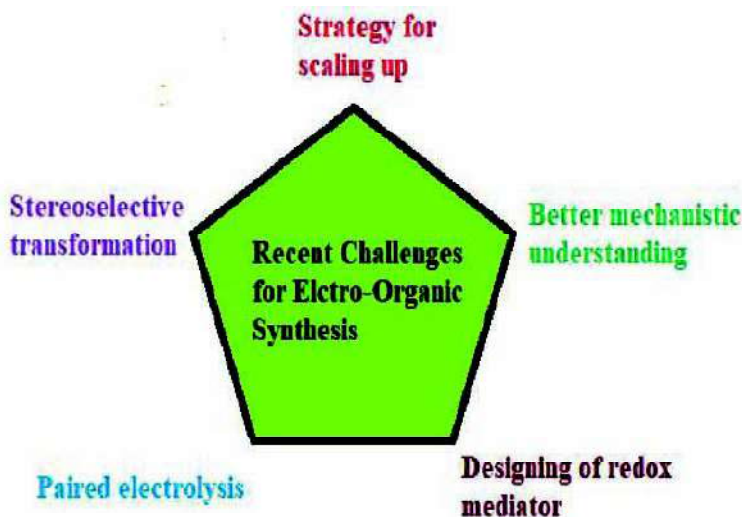 Strategy for
scaling up
Stereoselective
transformation
Better mechanistic
understanding
Recent Challenges
for Elctro-Organic
Synthesis
Paired electrolysis
Designing of redox
mediator